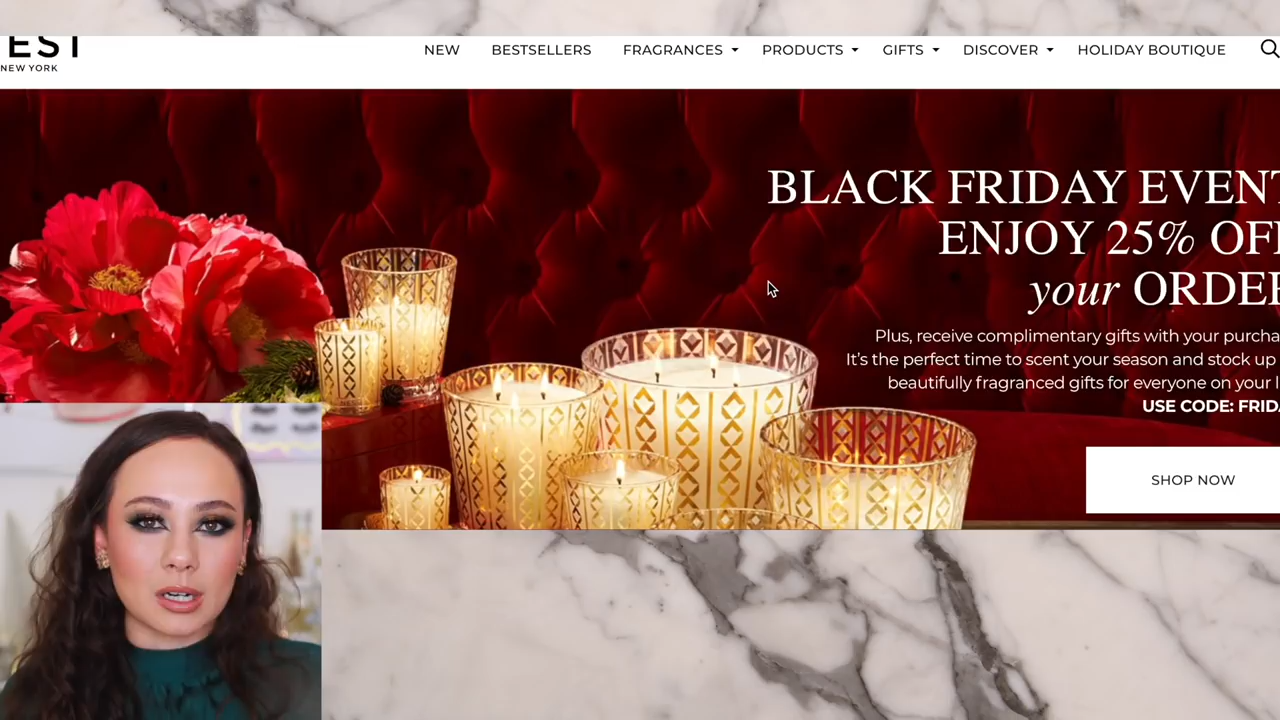 EST
NEW YORK
NEW BESTSELLERS FRAGRANCES PRODUCTS GIFTS DISCOVER HOLIDAY BOUTIQUE
BLACK FRIDAY EVENT
ENJOY 25% OF
your ORDE
Plus, receive complimentary gifts with your purcha
It's the perfect time to scent your season and stock up
beautifully fragranced gifts for everyone on your l
USE CODE: FRID
SHOP NOW